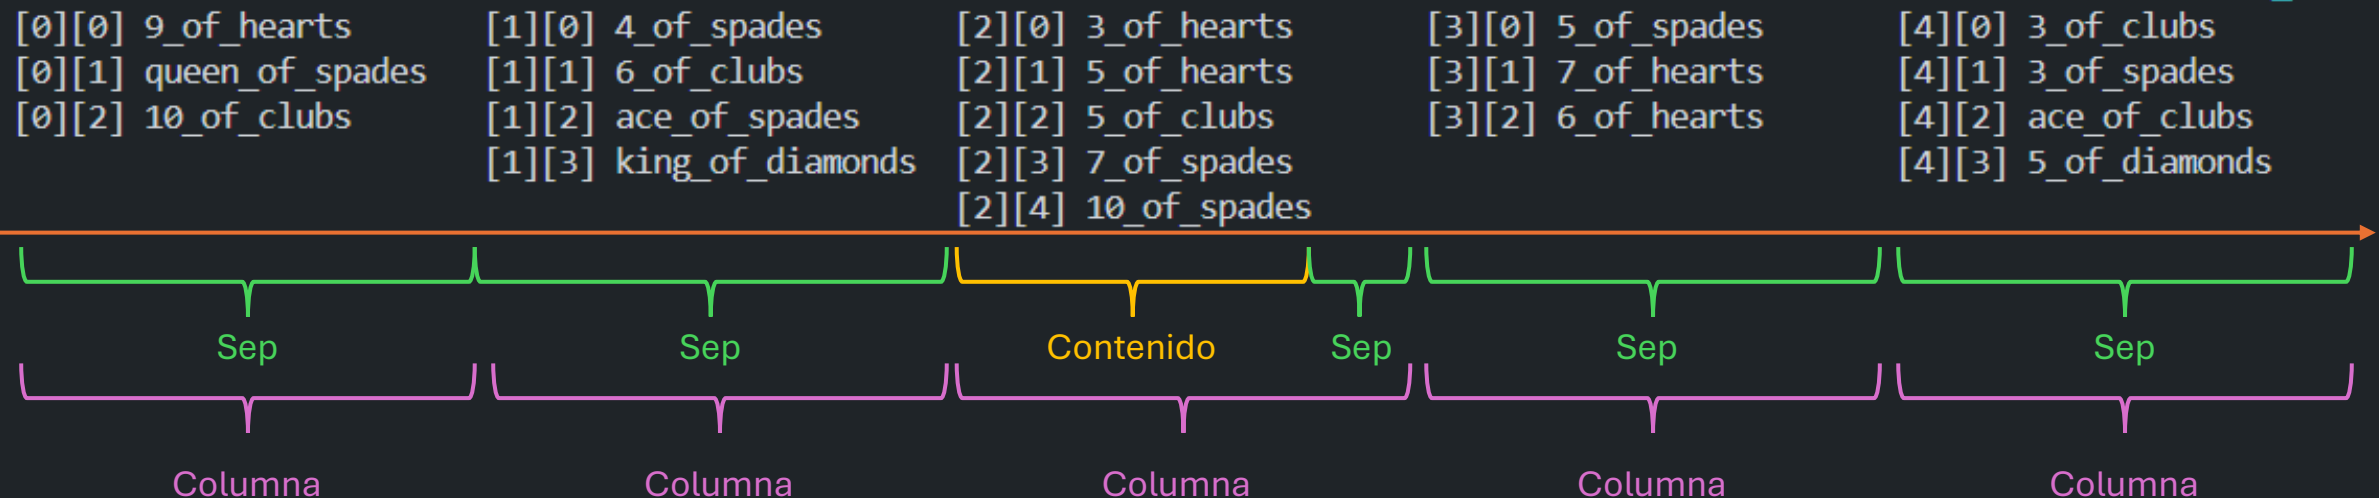 [0][0] 9_of_hearts [1][0] 4_of_spades [2][0] 3_of_hearts [3][0] 5_of_spades [4][0] 3_of_clubs
[0][1] queen_of_spades [1][1] 6_of_clubs [2][1] 5_of_hearts [3][1] 7_of_hearts [4][1] 3_of_spades
[0][2] 10_of_clubs [1][2] ace_of_spades [2][2] 5_of_clubs [3][2] 6_of_hearts [4][2] ace_of_clubs
[1][3] king_of_diamonds [2][3] 7_of_spades [4][3] 5_of_diamonds
[2][4] 10_of_spades
Sep Sep Contenido Sep Sep Sep
Columna Columna Columna Columna Columna